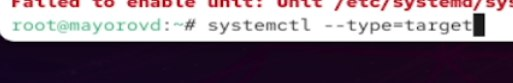 Failed to enable unit: Unit /etc/systemd/sys
root@mayorovd:~# systemctl --type=target